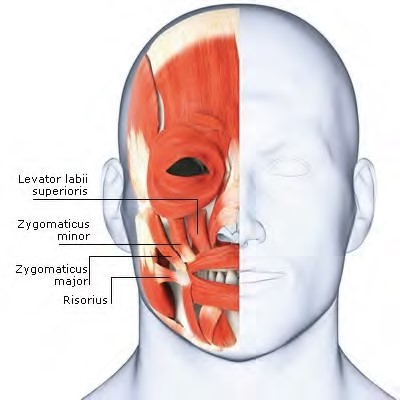 Levator labii
superioris
Zygomaticus
minor
Zygomaticus
major
Risorius